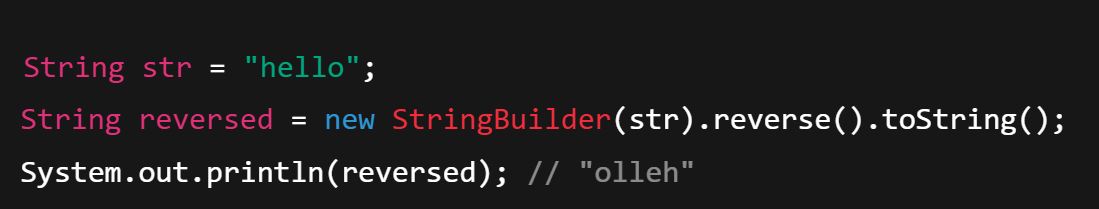 String str = "hello";
String reversed = new StringBuilder(str).reverse().toString();
System.out.println(reversed); // "olleh"